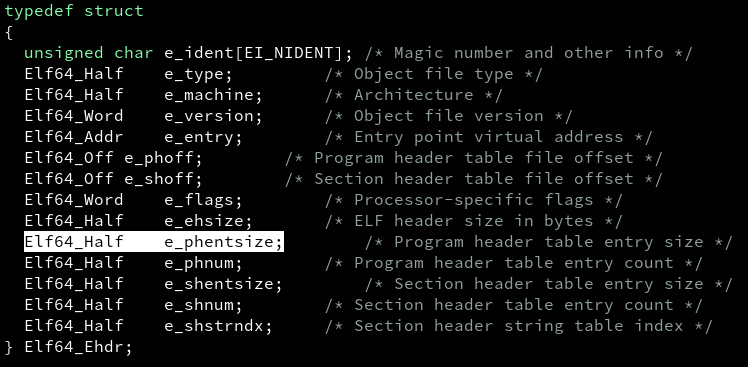 typedef struct
{
  unsigned char e_ident[EI_NIDENT]; /* Magic number and other info */
  Elf64_Half    e_type;         /* Object file type */
  Elf64_Half    e_machine;      /* Architecture */
  Elf64_Word    e_version;      /* Object file version */
  Elf64_Addr    e_entry;        /* Entry point virtual address */
  Elf64_Off e_phoff;        /* Program header table file offset */
  Elf64_Off e_shoff;        /* Section header table file offset */
  Elf64_Word    e_flags;        /* Processor-specific flags */
  Elf64_Half    e_ehsize;       /* ELF header size in bytes */
  Elf64_Half    e_phentsize;        /* Program header table entry size */
  Elf64_Half    e_phnum;        /* Program header table entry count */
  Elf64_Half    e_shentsize;        /* Section header table entry size */
  Elf64_Half    e_shnum;        /* Section header table entry count */
  Elf64_Half    e_shstrndx;     /* Section header string table index */
} Elf64_Ehdr;